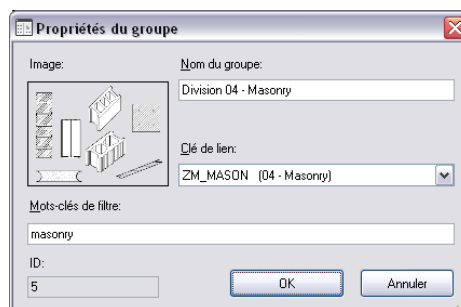 Propriétés du groupe
Image:
Nom du groupe:
Division 04 - Masonry
Clé de lien:
ZM_MASON (04 - Masonry)
Mots-clés de filtre:
masonry
ID:
5
OK
Annuler